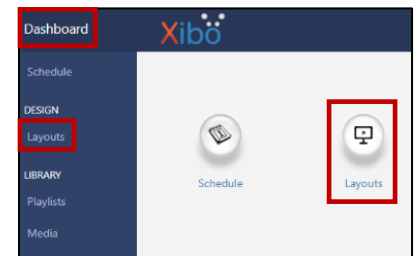 Dashboard
Xibo
Schedule
DESIGN
Layouts
LIBRARY
Playlists
Media
Schedule
Layouts